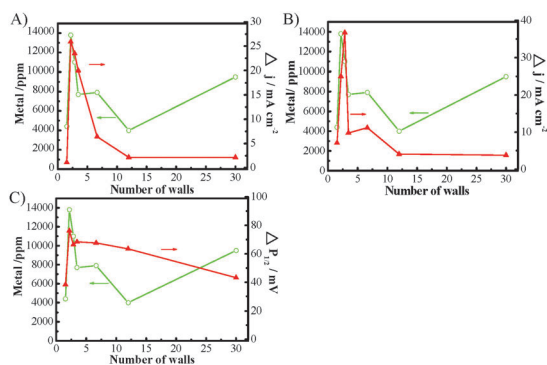 A)
Metal /ppm
14000
12000
10000
8000
6000
4000
2000
0
30
25
20
15
10
5
0
△ j/ mA cm⁻²
0 5 10 15 20 25 30
Number of walls
B)
Metal/ ppm
14000
12000
10000
8000
6000
4000
2000
0
40
30
20
10
0
△ j/ mA cm⁻²
0 5 10 15 20 25 30
Number of walls
C)
Metal /ppm
14000
12000
10000
8000
6000
4000
2000
0
100
80
60
40
20
0
△ P1/2 / mV
0 5 10 15 20 25 30
Number of walls